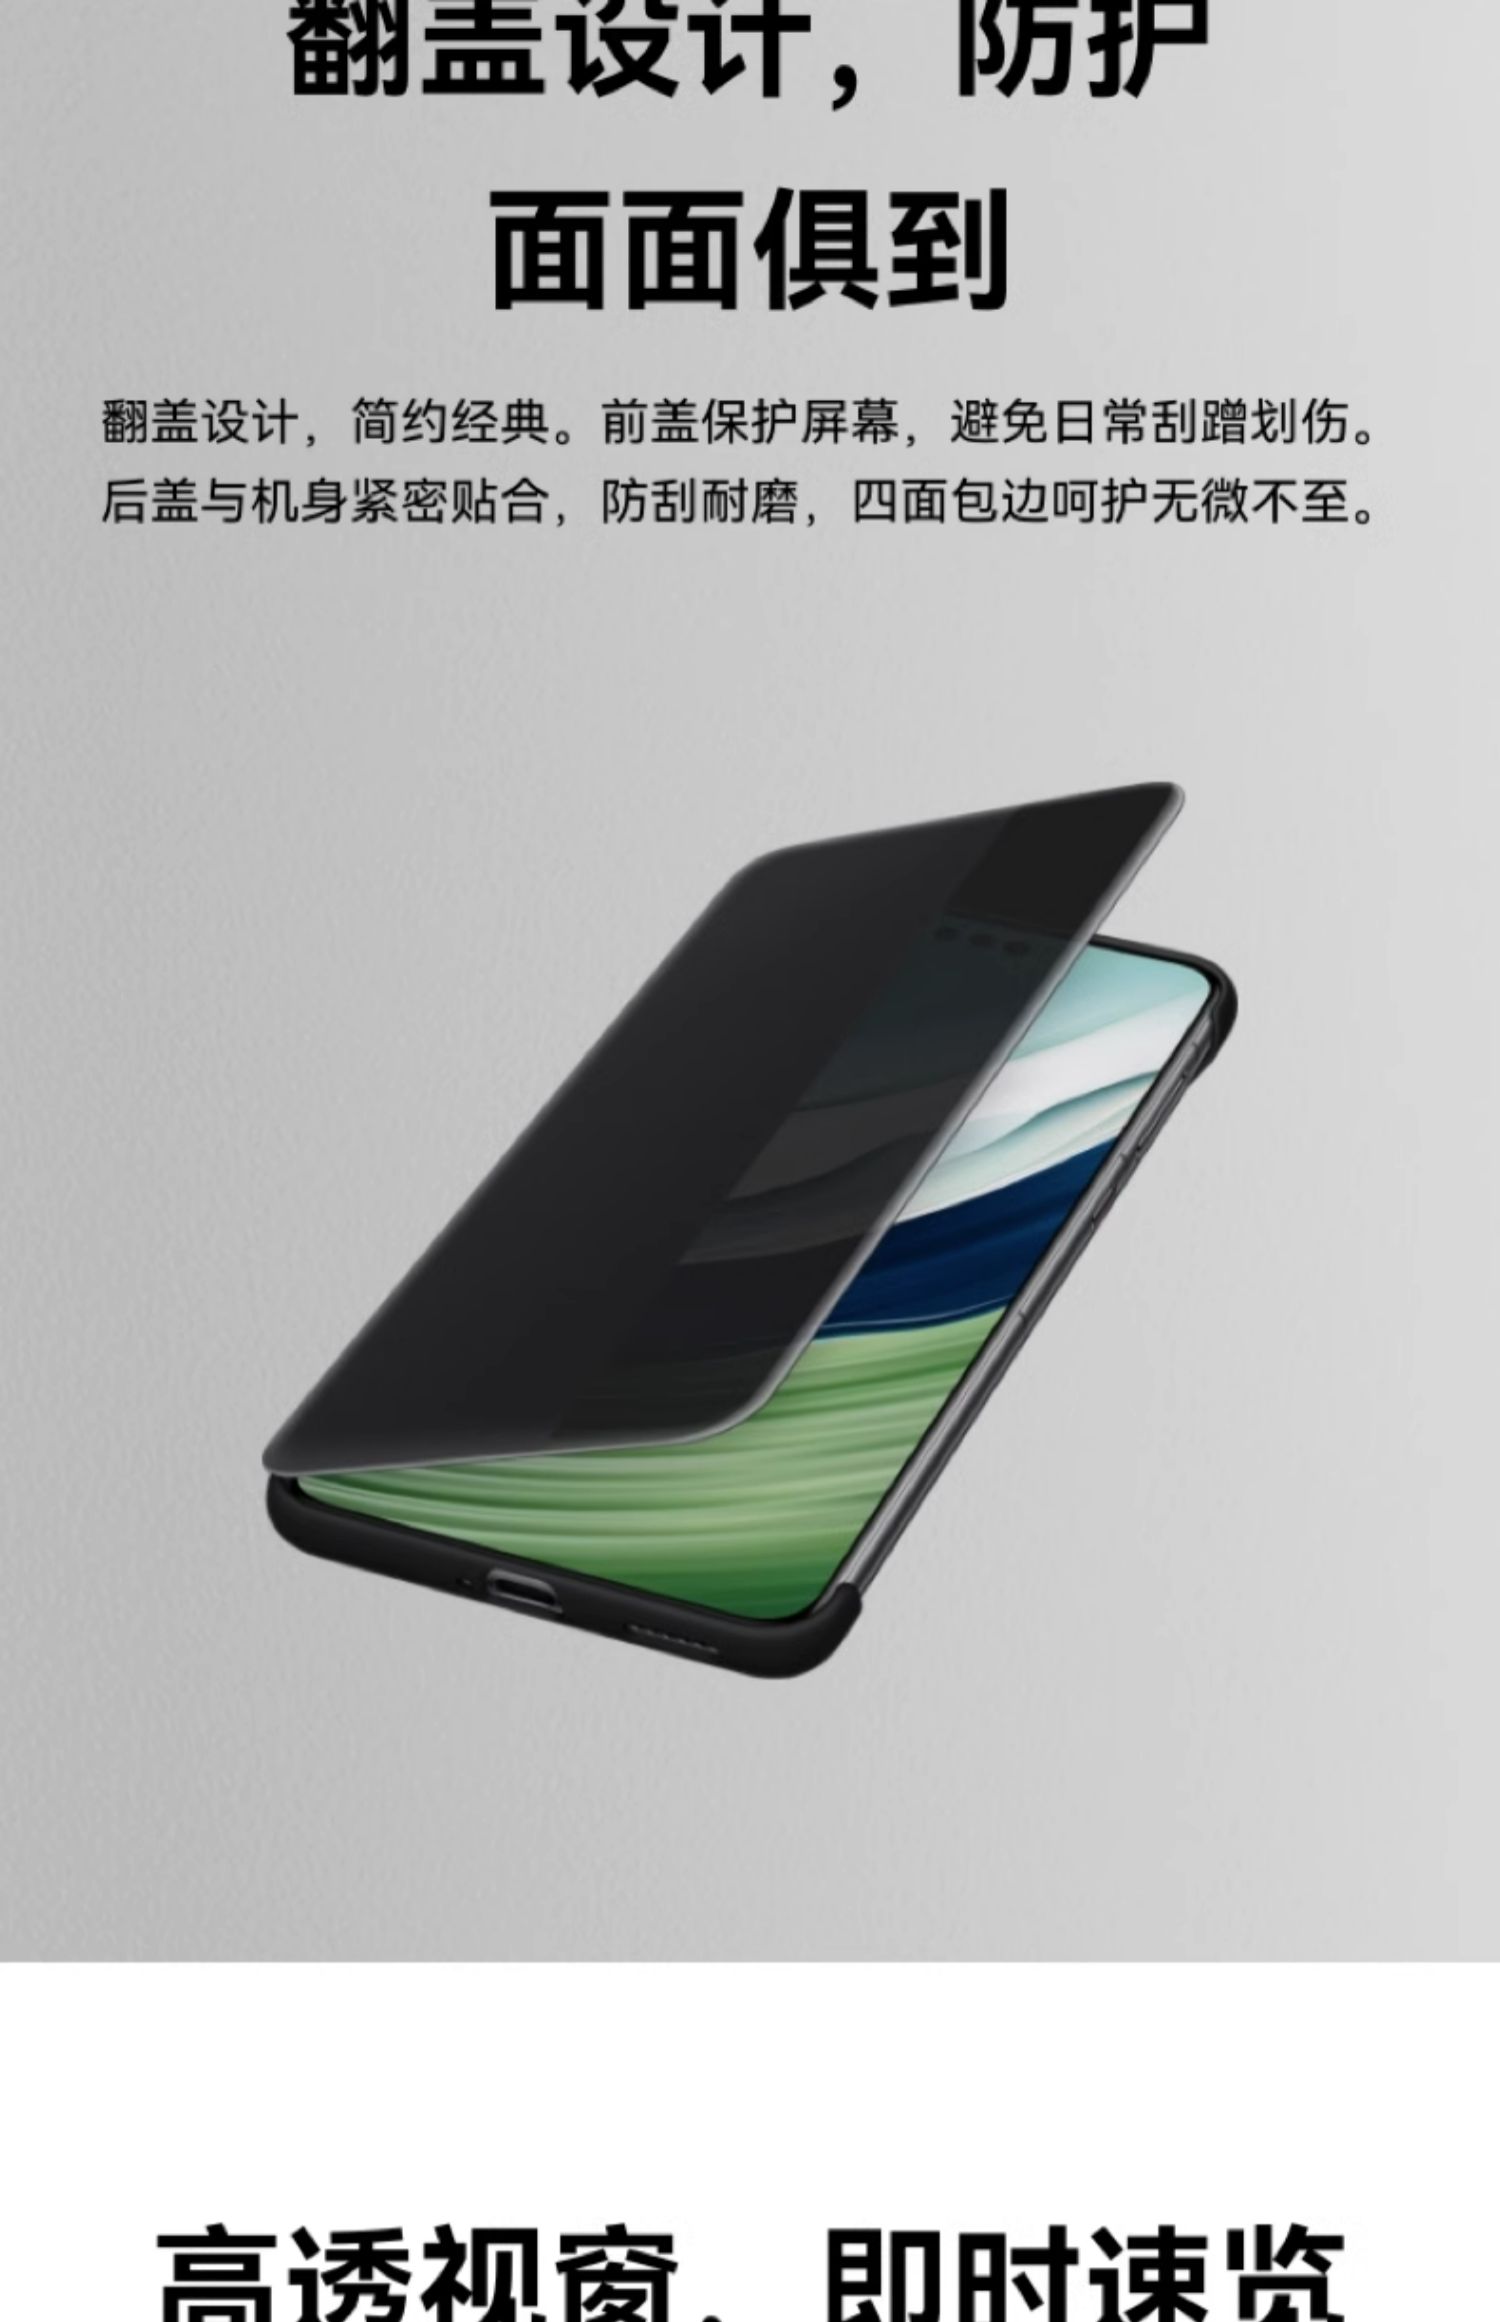 翻盖设计，防护
面面俱到
翻盖设计，简约经典。前盖保护屏幕，避免日常刮蹭划伤。
后盖与机身紧密贴合，防刮耐磨，四面包边呵护无微不至。
高透视窗，即时速览